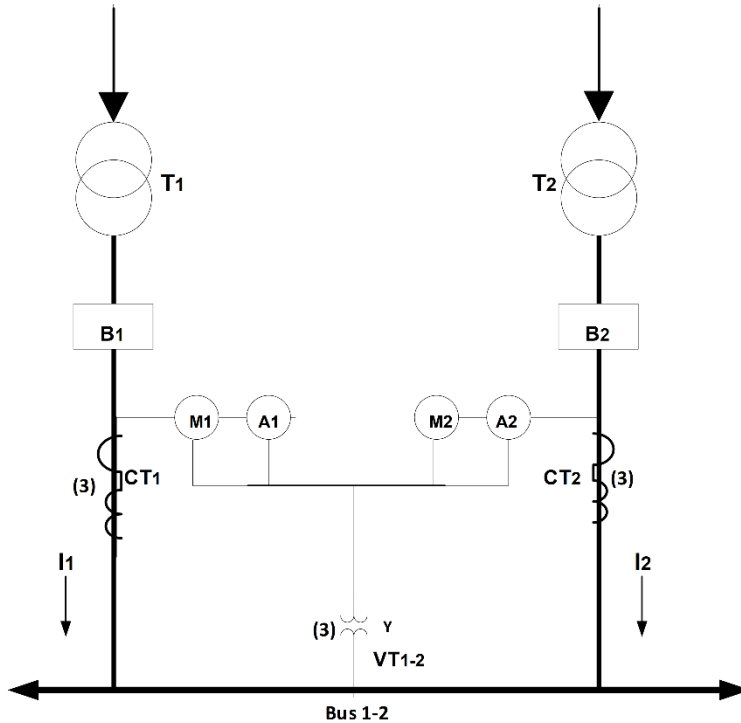 T1
T2
B1
B2
M1
A1
M2
A2
(3)
CT1
CT2
(3)
I1
I2
(3)
Y
VT1-2
Bus 1-2